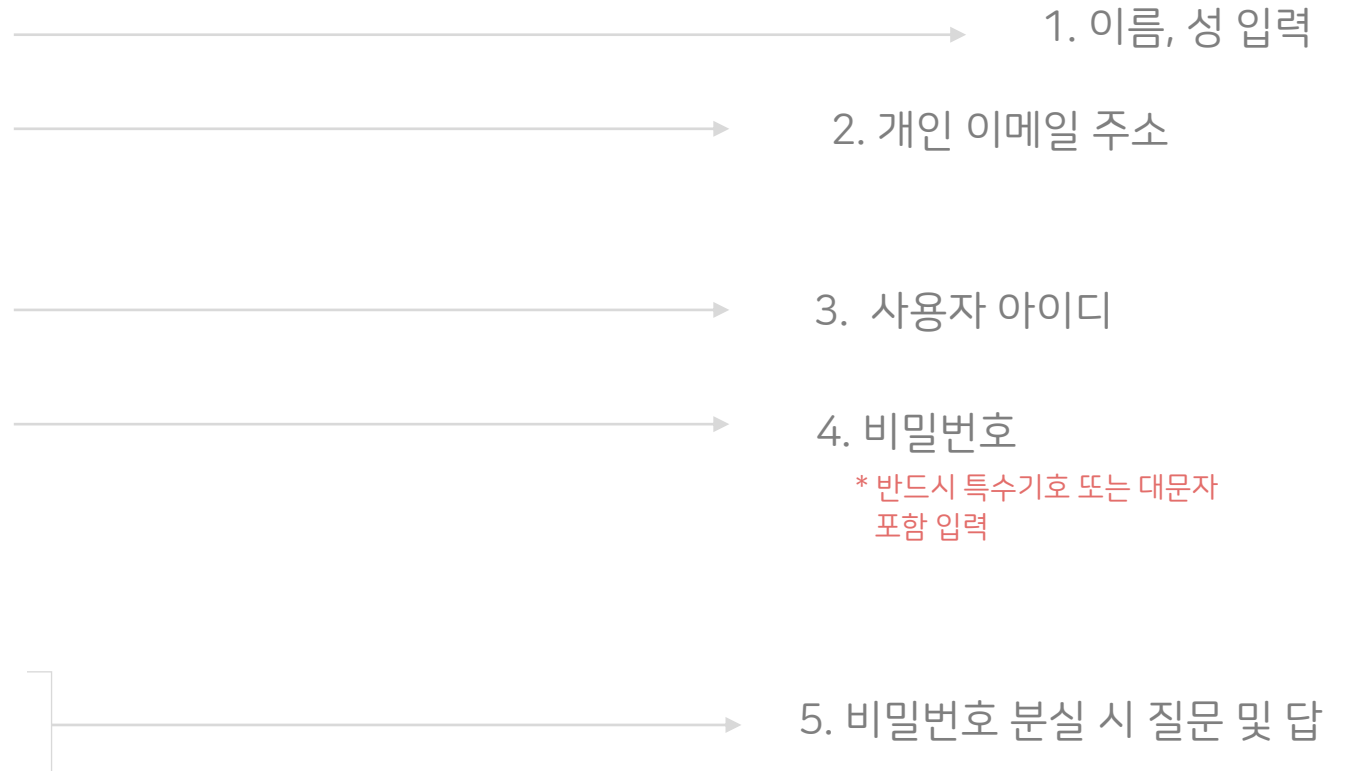 1. 이름, 성 입력
2. 개인 이메일 주소
3. 사용자 아이디
4. 비밀번호
* 반드시 특수기호 또는 대문자
포함 입력
5. 비밀번호 분실 시 질문 및 답